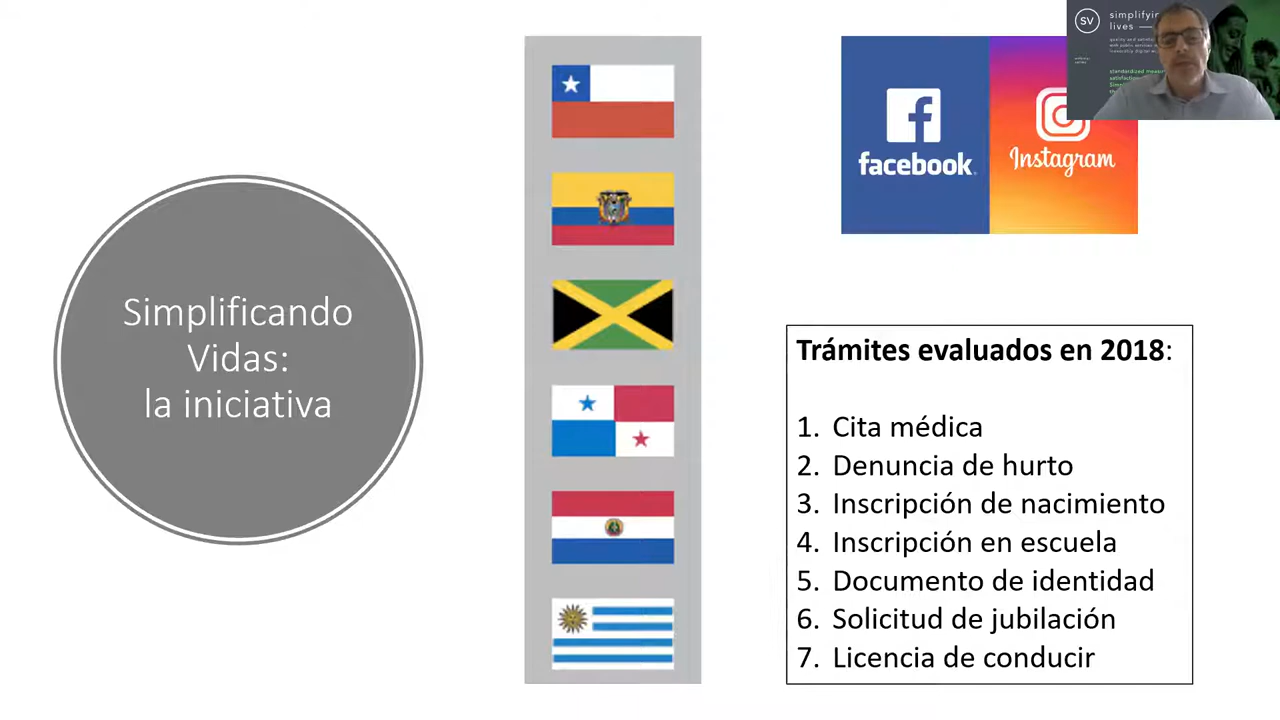 Simplificando
Vidas:
la iniciativa
facebook
Instagram
SV
simplifying
lives
Trámites evaluados en 2018:
1. Cita médica
2. Denuncia de hurto
3. Inscripción de nacimiento
4. Inscripción en escuela
5. Documento de identidad
6. Solicitud de jubilación
7. Licencia de conducir